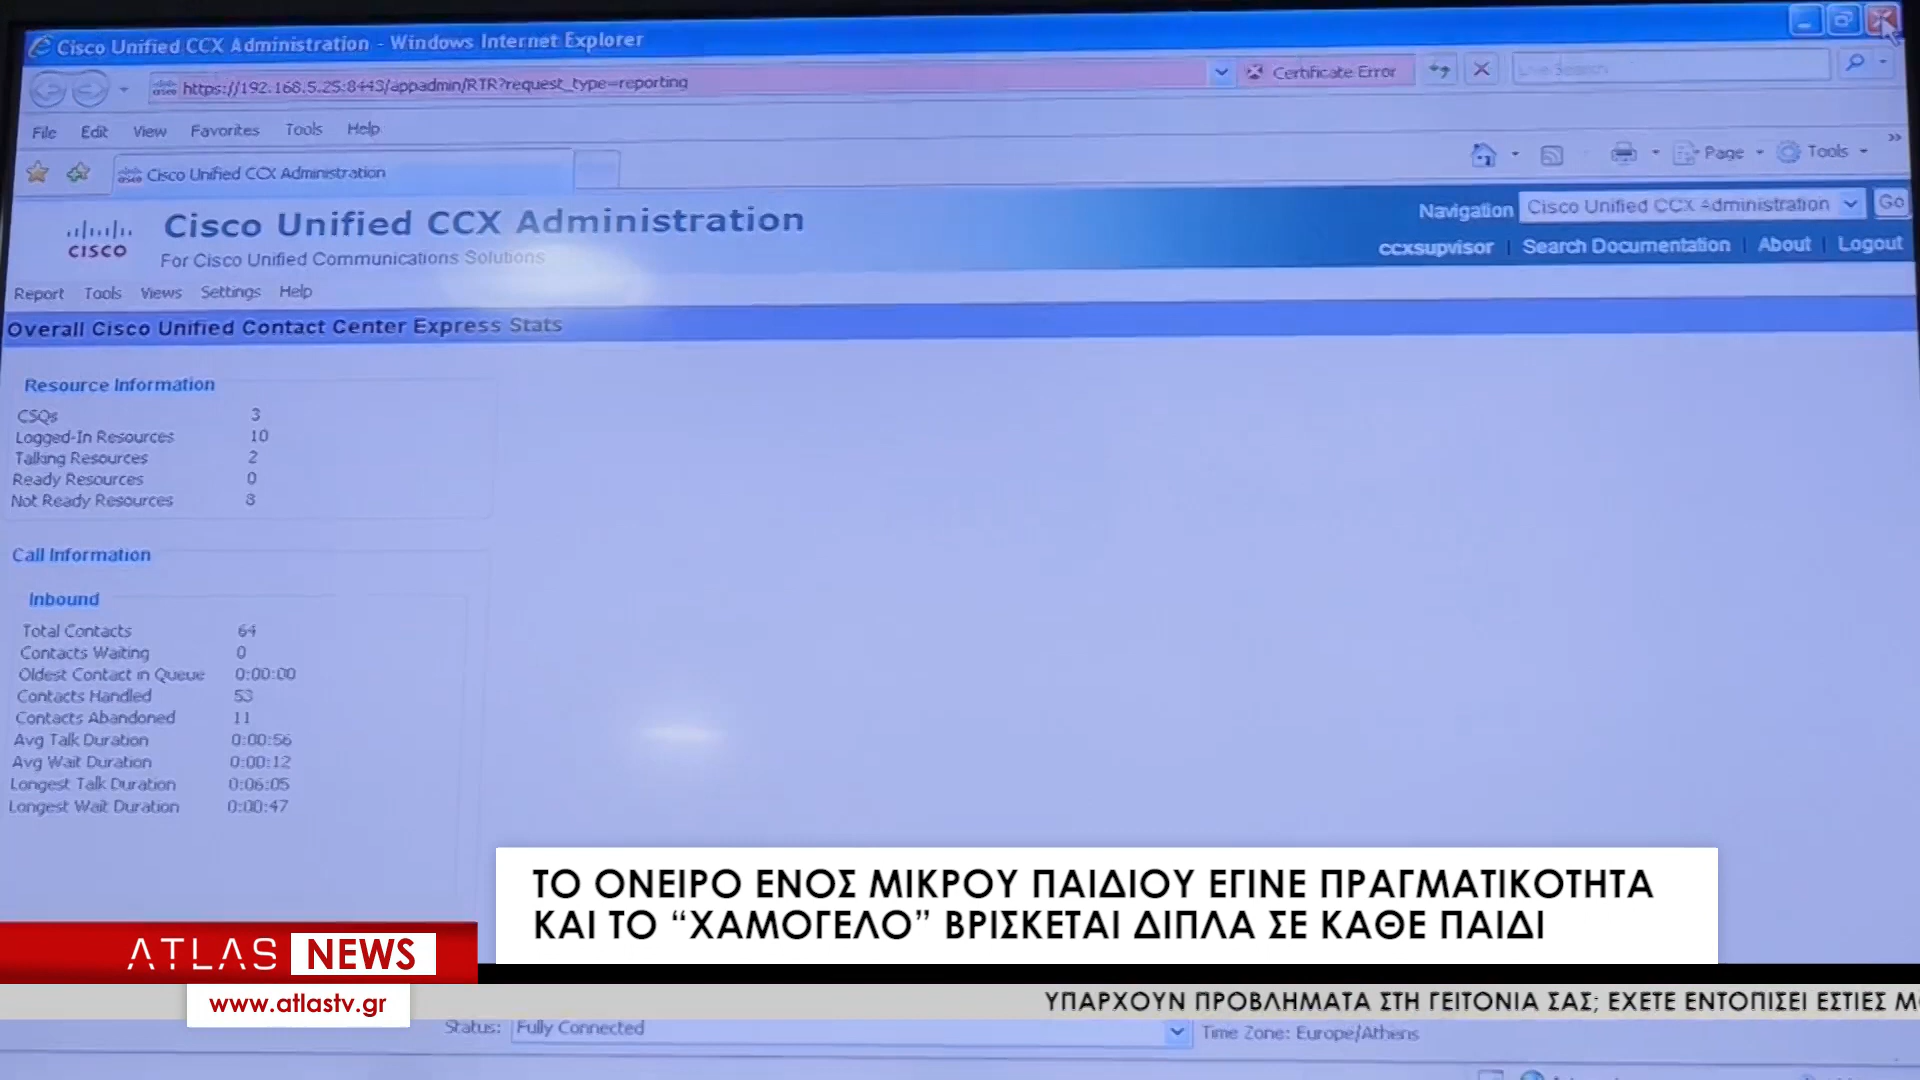 Cisco Unified CCX Administration - Windows Internet Explorer
https://192.168.5.25:8443/appadmin/RTR?request_type=reporting
Certificate Error
Live Search
File Edit View Favorites Tools Help
Cisco Unified CCX Administration
Page Tools
CISCO
Cisco Unified CCX Administration
For Cisco Unified Communications Solutions
Navigation Cisco Unified CCX Administration Go
ccxsupvisor | Search Documentation | About | Logout
Report Tools Views Settings Help
Overall Cisco Unified Contact Center Express Stats
Resource Information
CSQs 3
Logged-In Resources 10
Talking Resources 2
Ready Resources 0
Not Ready Resources 8
Call Information
Inbound
Total Contacts 64
Contacts Waiting 0
Oldest Contact in Queue 0:00:00
Contacts Handled 53
Contacts Abandoned 11
Avg Talk Duration 0:00:56
Avg Wait Duration 0:00:12
Longest Talk Duration 0:06:05
Longest Wait Duration 0:00:47
ΤΟ ΟΝΕΙΡΟ ΕΝΟΣ ΜΙΚΡΟΥ ΠΑΙΔΙΟΥ ΕΓΙΝΕ ΠΡΑΓΜΑΤΙΚΟΤΗΤΑ
ΚΑΙ ΤΟ “ΧΑΜΟΓΕΛΟ” ΒΡΙΣΚΕΤΑΙ ΔΙΠΛΑ ΣΕ ΚΑΘΕ ΠΑΙΔΙ
ATLAS NEWS
www.atlastv.gr
ΥΠΑΡΧΟΥΝ ΠΡΟΒΛΗΜΑΤΑ ΣΤΗ ΓΕΙΤΟΝΙΑ ΣΑΣ; ΕΧΕΤΕ ΕΝΤΟΠΙΣΕΙ ΕΣΤΙΕΣ Μ
Status: Fully Connected
Time Zone: Europe/Athens